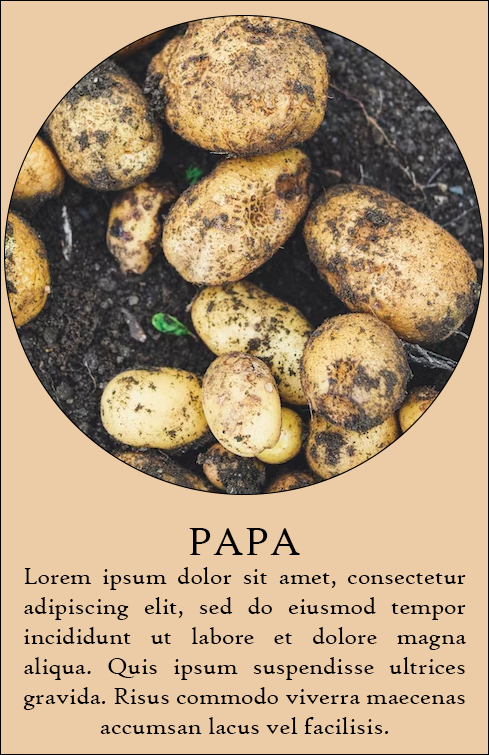 PAPA
Lorem ipsum dolor sit amet, consectetur
adipiscing elit, sed do eiusmod tempor
incididunt ut labore et dolore magna
aliqua. Quis ipsum suspendisse ultrices
gravida. Risus commodo viverra maecenas
accumsan lacus vel facilisis.